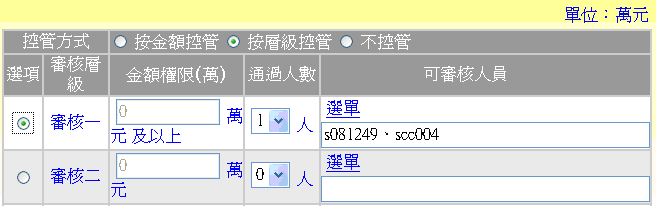 單位：萬元
控管方式 按金額控管 按層級控管 不控管
選項 審核層級 金額權限(萬) 通過人數 可審核人員
審核一 0 萬元 及以上 1 人 選單
s081249、scc004
審核二 0 萬元 0 人 選單